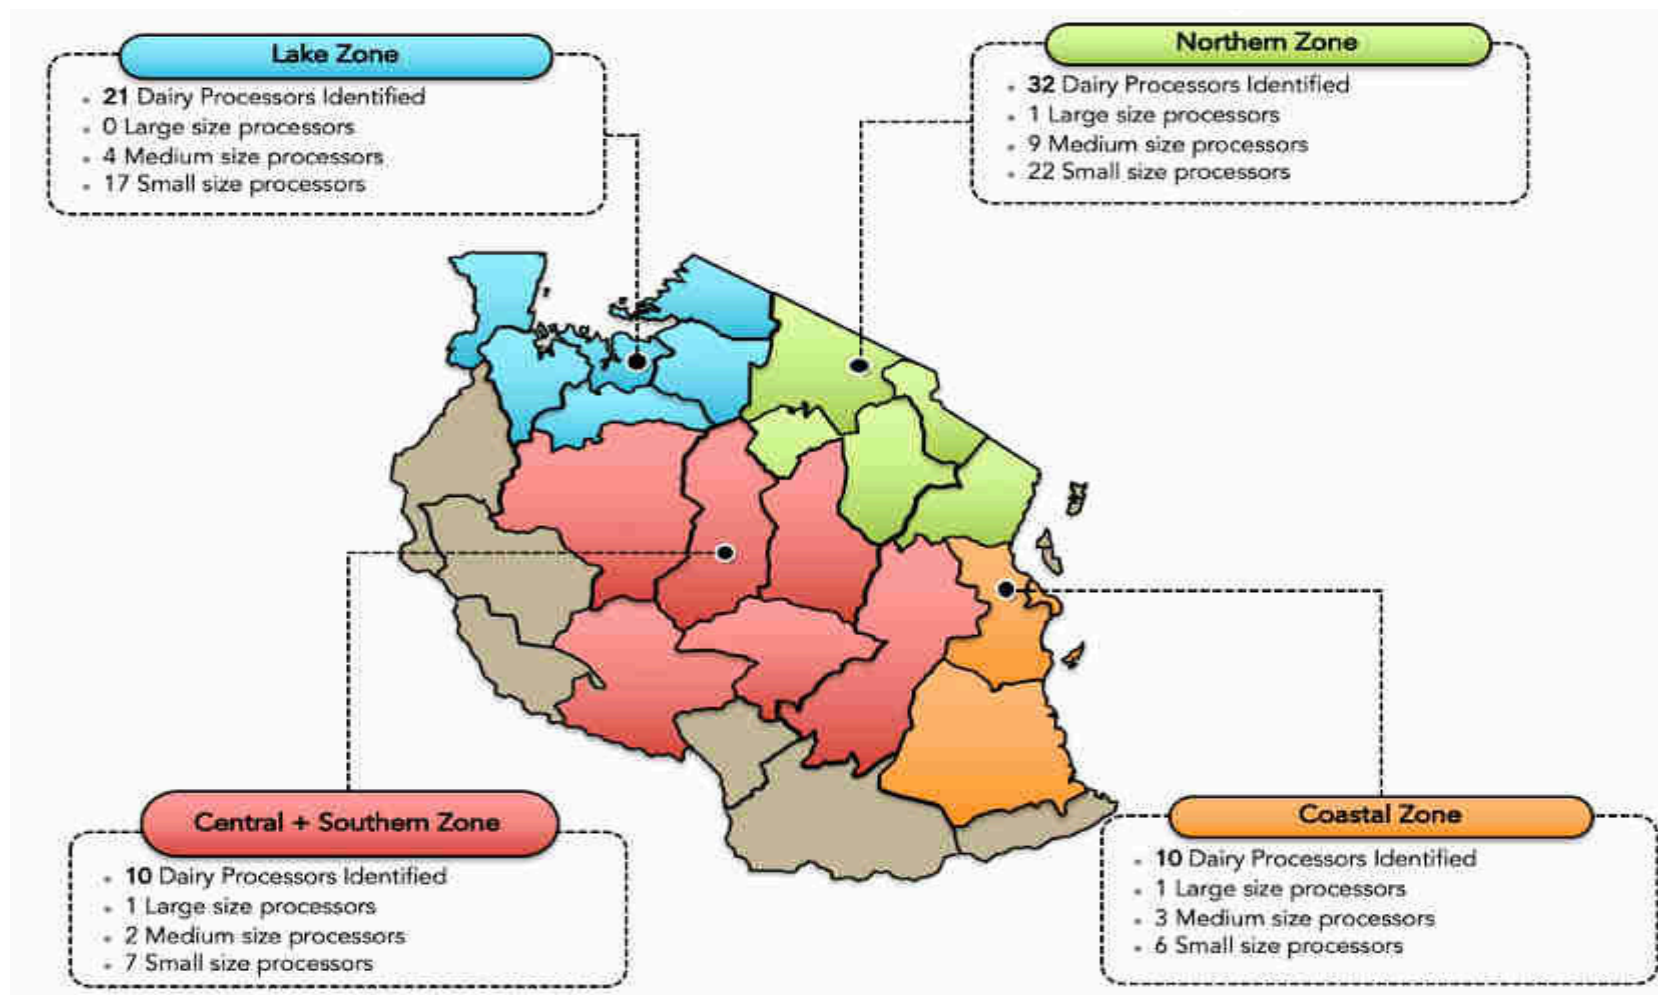 Lake Zone
• 21 Dairy Processors Identified
• 0 Large size processors
• 4 Medium size processors
• 17 Small size processors
Northern Zone
• 32 Dairy Processors Identified
• 1 Large size processors
• 9 Medium size processors
• 22 Small size processors
Central + Southern Zone
• 10 Dairy Processors Identified
• 1 Large size processors
• 2 Medium size processors
• 7 Small size processors
Coastal Zone
• 10 Dairy Processors Identified
• 1 Large size processors
• 3 Medium size processors
• 6 Small size processors